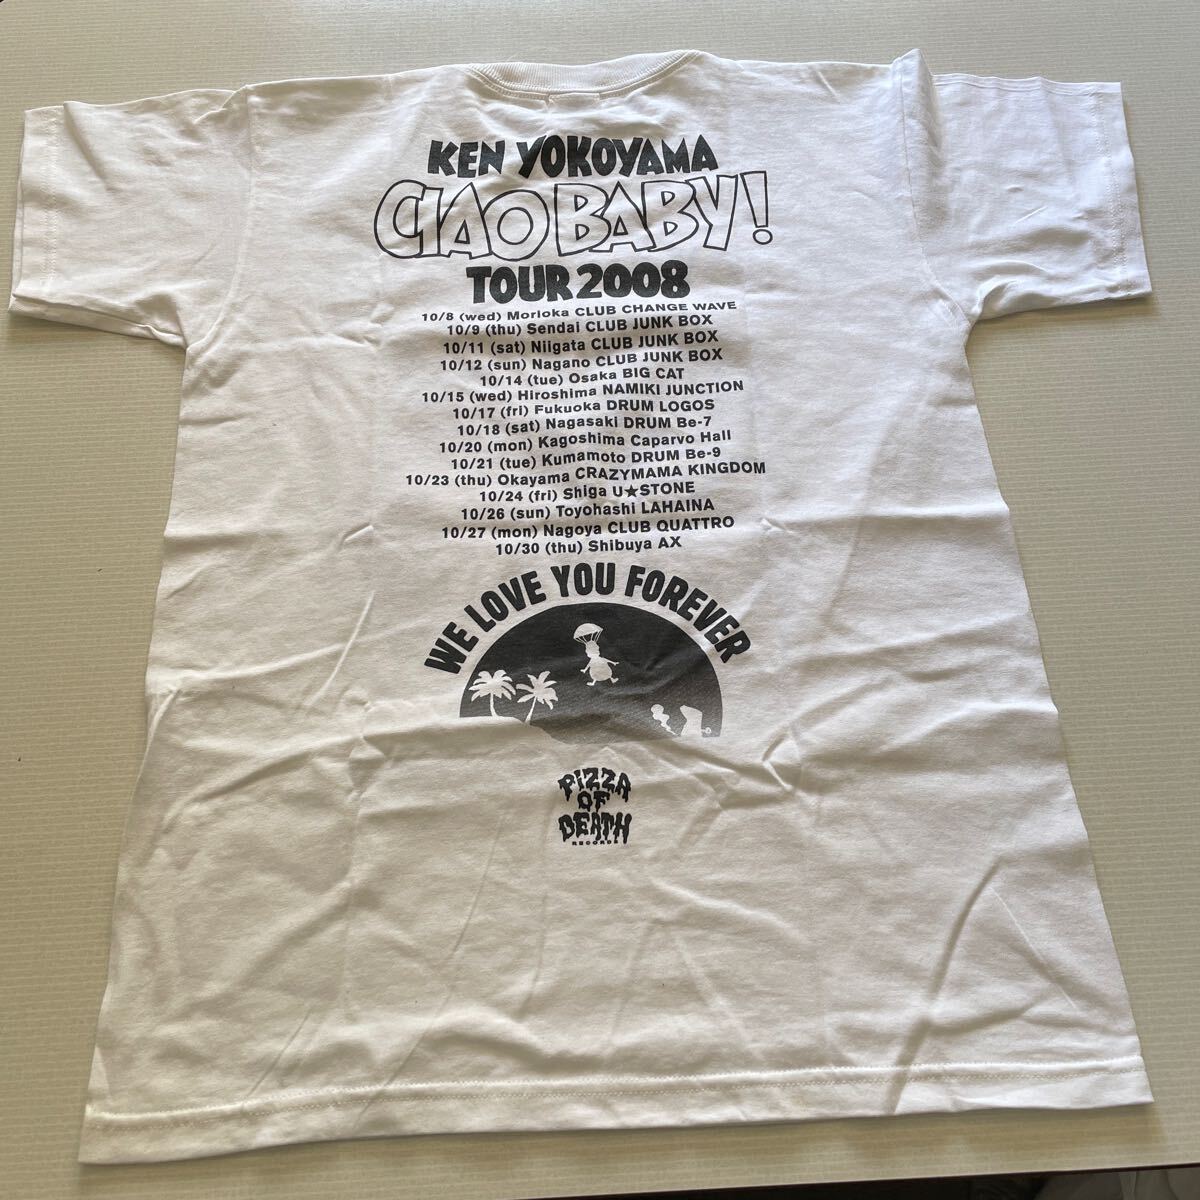 KEN YOKOYAMA
CIAO BABY!
TOUR 2008
10/8 (wed) Morioka CLUB CHANGE WAVE
10/9 (thu) Sendai CLUB JUNK BOX
10/11 (sat) Niigata CLUB JUNK BOX
10/12 (sun) Nagano CLUB JUNK BOX
10/14 (tue) Osaka BIG CAT
10/15 (wed) Hiroshima NAMIKI JUNCTION
10/17 (fri) Fukuoka DRUM LOGOS
10/18 (sat) Nagasaki DRUM Be-7
10/20 (mon) Kagoshima Caparvo Hall
10/21 (tue) Kumamoto DRUM Be-9
10/23 (thu) Okayama CRAZYMAMA KINGDOM
10/24 (fri) Shiga U★STONE
10/26 (sun) Toyohashi LAHAINA
10/27 (mon) Nagoya CLUB QUATTRO
10/30 (thu) Shibuya AX
WE LOVE YOU FOREVER
PiZZA
OF
DEATH
RECORDS